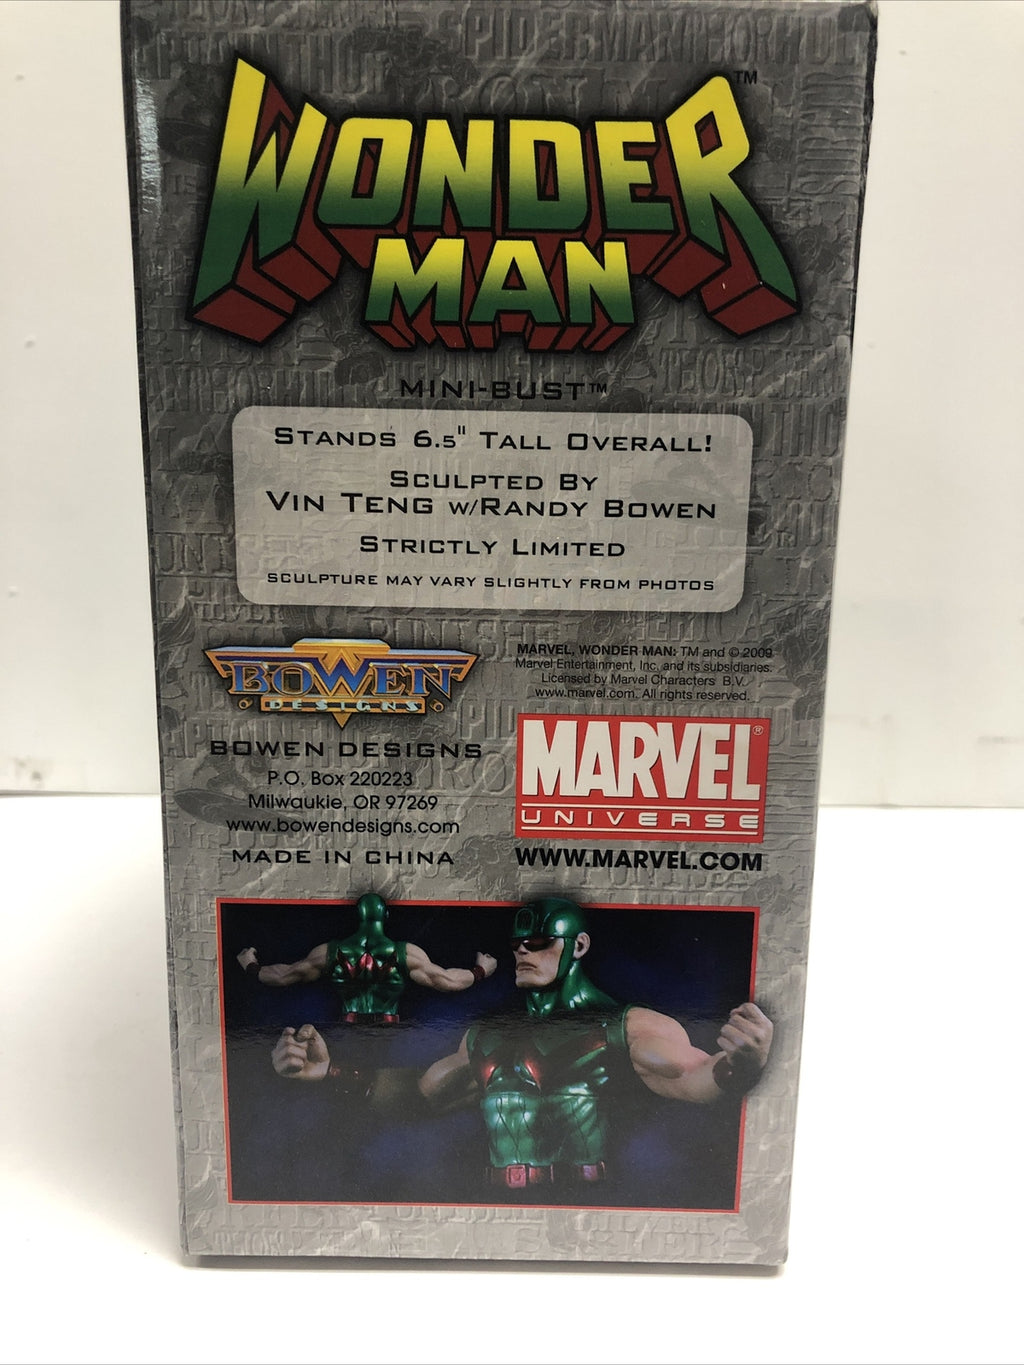 WONDER™
MAN
MINI-BUST™
STANDS 6.5" TALL OVERALL!
SCULPTED BY
VIN TENG W/RANDY BOWEN
STRICTLY LIMITED
SCULPTURE MAY VARY SLIGHTLY FROM PHOTOS
BOWEN
DESIGNS
BOWEN DESIGNS
P.O. Box 220223
Milwaukie, OR 97269
www.bowendesigns.com
MADE IN CHINA
MARVEL, WONDER MAN: TM and © 2009
Marvel Entertainment, Inc. and its subsidiaries.
Licensed by Marvel Characters B.V.
www.marvel.com. All rights reserved.
MARVEL®
UNIVERSE
WWW.MARVEL.COM